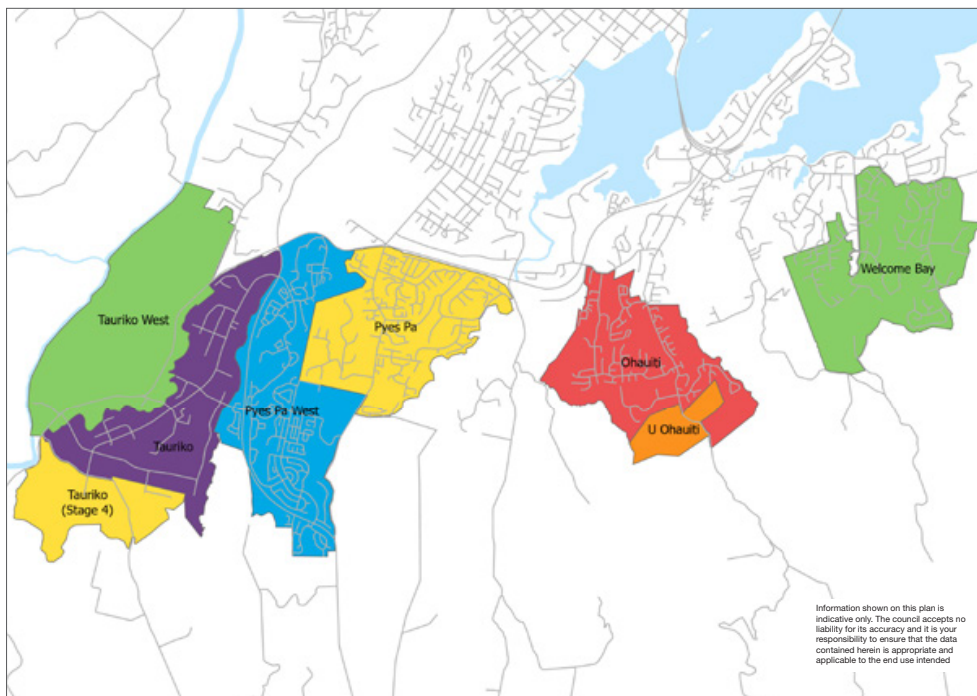 Welcome Bay
Tauriko West
Pyes Pa
Ohauiti
Pyes Pa West
U Ohauiti
Tauriko
Tauriko
(Stage 4)
Information shown on this plan is
indicative only. The council accepts no
liability for its accuracy and it is your
responsibility to ensure that the data
contained herein is appropriate and
applicable to the end use intended